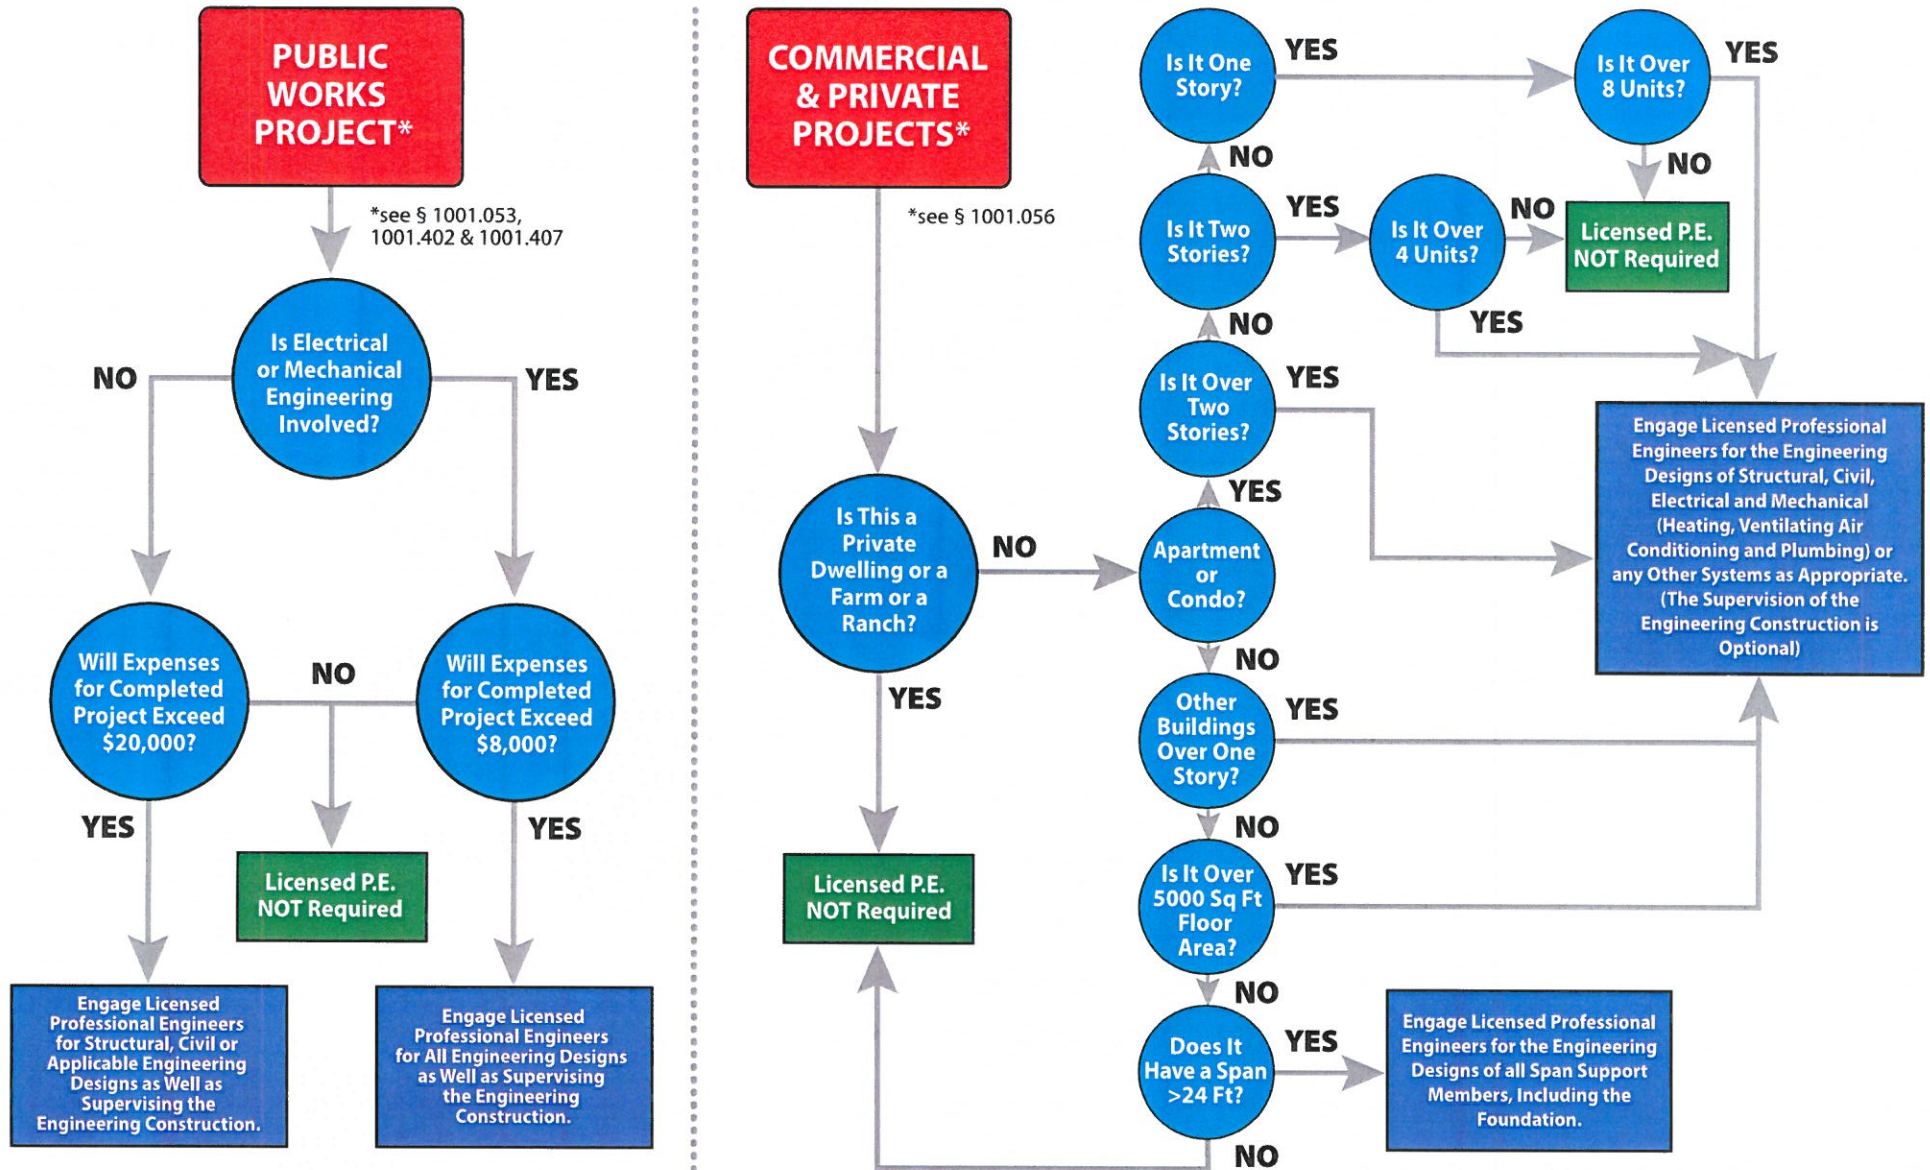 PUBLIC
WORKS
PROJECT*
*see § 1001.053,
1001.402 & 1001.407
Is Electrical
or Mechanical
Engineering
Involved?
NO
YES
Will Expenses
for Completed
Project Exceed
$20,000?
NO
Will Expenses
for Completed
Project Exceed
$8,000?
YES
YES
Licensed P.E.
NOT Required
Engage Licensed
Professional Engineers
for Structural, Civil or
Applicable Engineering
Designs as Well as
Supervising the
Engineering Construction.
Engage Licensed
Professional Engineers
for All Engineering Designs
as Well as Supervising
the Engineering
Construction.
COMMERCIAL
& PRIVATE
PROJECTS*
*see § 1001.056
Is This a
Private
Dwelling or a
Farm or a
Ranch?
NO
YES
Licensed P.E.
NOT Required
Is It One
Story?
YES
Is It Over
8 Units?
YES
NO
NO
Is It Two
Stories?
YES
Is It Over
4 Units?
NO
Licensed P.E.
NOT Required
YES
NO
Is It Over
Two
Stories?
YES
YES
Apartment
or
Condo?
NO
Other
Buildings
Over One
Story?
YES
NO
Is It Over
5000 Sq Ft
Floor
Area?
YES
NO
Does It
Have a Span
>24 Ft?
YES
NO
Engage Licensed Professional
Engineers for the Engineering
Designs of Structural, Civil,
Electrical and Mechanical
(Heating, Ventilating Air
Conditioning and Plumbing) or
any Other Systems as Appropriate.
(The Supervision of the
Engineering Construction is
Optional)
Engage Licensed Professional
Engineers for the Engineering
Designs of all Span Support
Members, Including the
Foundation.